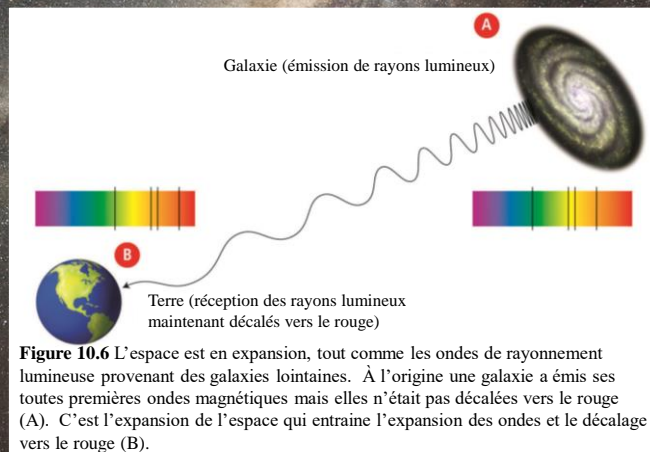 A
Galaxie (émission de rayons lumineux)
B
Terre (réception des rayons lumineux
maintenant décalés vers le rouge)
Figure 10.6 L’espace est en expansion, tout comme les ondes de rayonnement
lumineuse provenant des galaxies lointaines. À l’origine une galaxie a émis ses
toutes premières ondes magnétiques mais elles n’était pas décalées vers le rouge
(A). C’est l’expansion de l’espace qui entraine l’expansion des ondes et le décalage
vers le rouge (B).